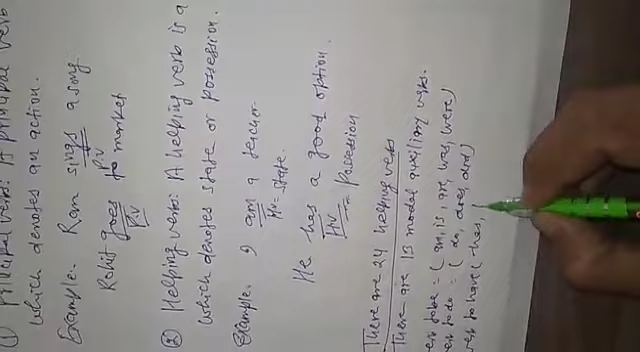 ① Principal verb: A principal verb
which denotes an action.
Example. Ram sings a song
PV
Rohit goes to market
PV
② Helping verb: A helping verb is a
which denotes state or possession.
Example. I am a teacher
HV = state.
He has a good option.
HV = Possession
There are 24 helping verbs
There are 13 modal auxiliary verbs.
verb to be = ( am, is, are, was, were)
verb to do = ( do, does, did)
verb to have ( has,